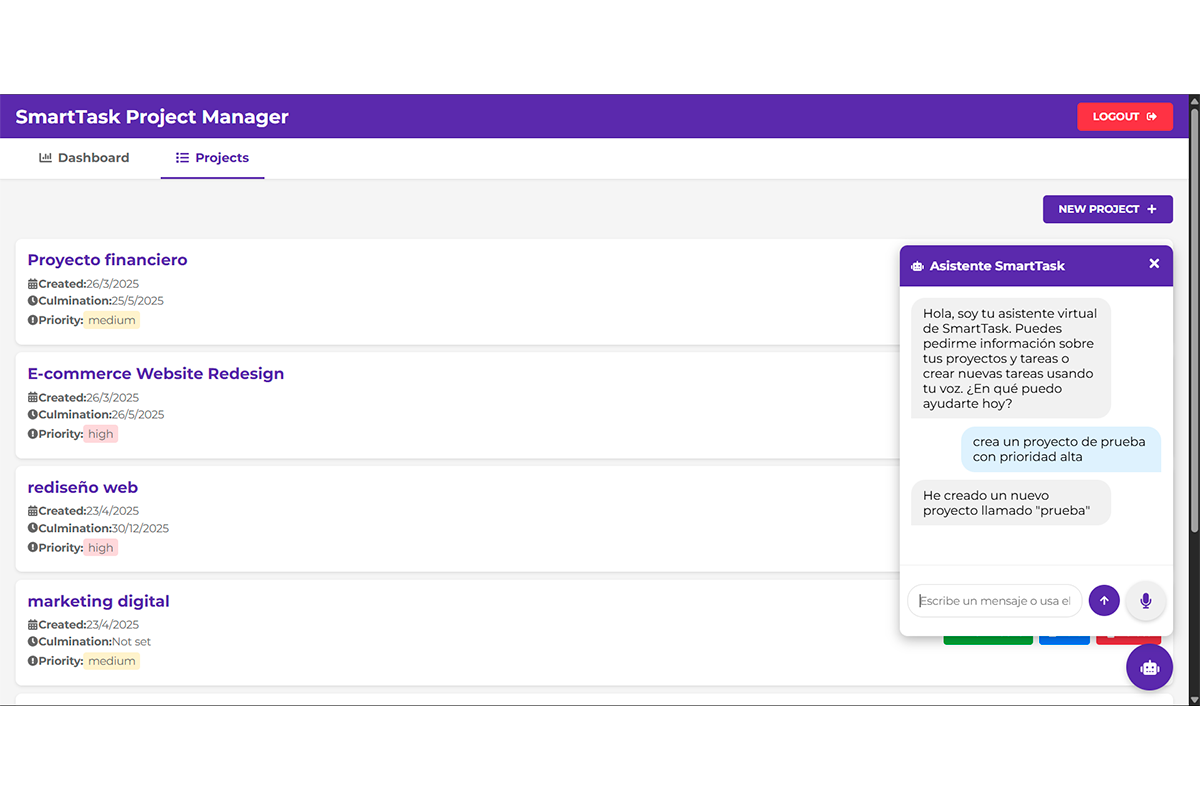 SmartTask Project Manager
LOGOUT
Dashboard
Projects
NEW PROJECT
Proyecto financiero
Created:26/3/2025
Culmination:25/5/2025
Priority: medium
E-commerce Website Redesign
Created:26/3/2025
Culmination:26/5/2025
Priority: high
rediseño web
Created:23/4/2025
Culmination:30/12/2025
Priority: high
marketing digital
Created:23/4/2025
Culmination:Not set
Priority: medium
Asistente SmartTask
Hola, soy tu asistente virtual
de SmartTask. Puedes
pedirme información sobre
tus proyectos y tareas o
crear nuevas tareas usando
tu voz. ¿En qué puedo
ayudarte hoy?
crea un proyecto de prueba
con prioridad alta
He creado un nuevo
proyecto llamado "prueba"
Escribe un mensaje o usa el